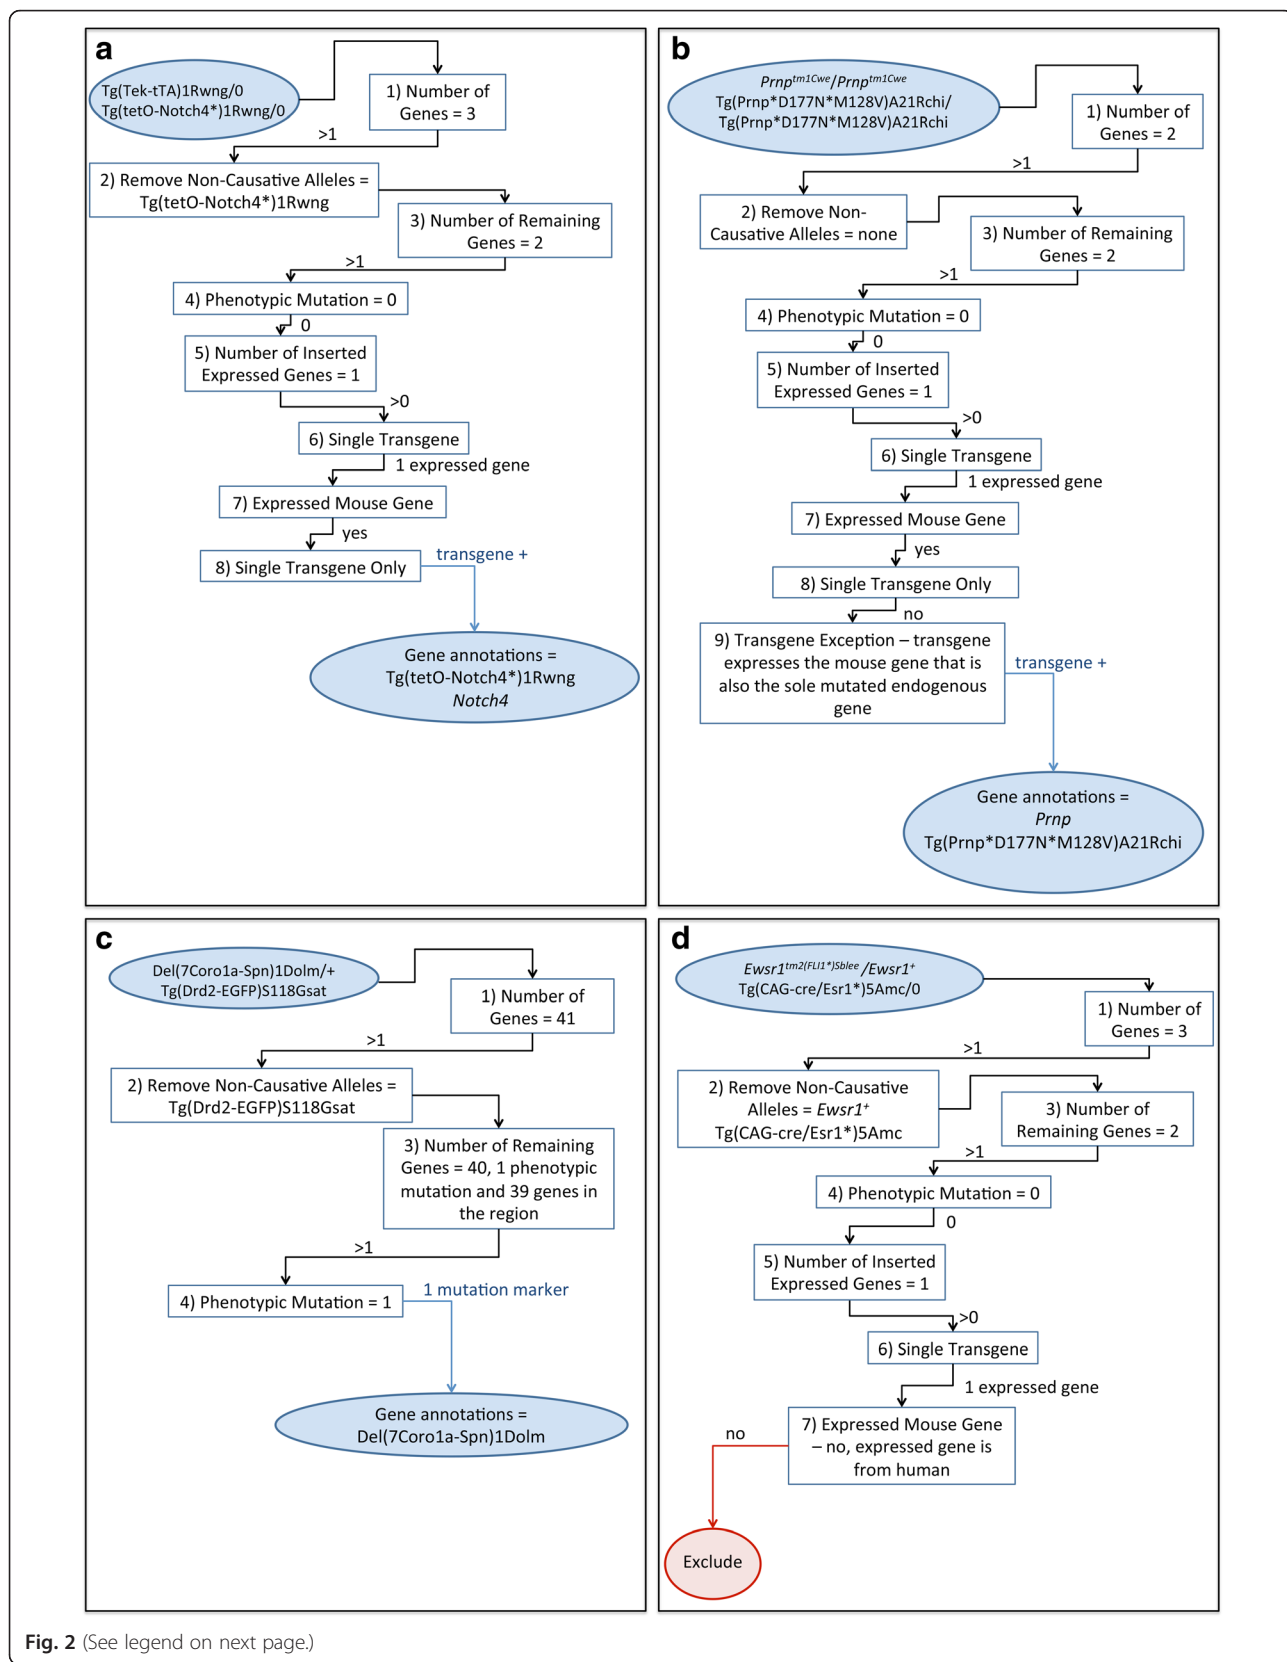 a
Tg(Tek-tTA)1Rwng/0
Tg(tetO-Notch4*)1Rwng/0
1) Number of
Genes = 3
>1
2) Remove Non-Causative Alleles =
Tg(tetO-Notch4*)1Rwng
3) Number of Remaining
Genes = 2
>1
4) Phenotypic Mutation = 0
0
5) Number of Inserted
Expressed Genes = 1
>0
6) Single Transgene
1 expressed gene
7) Expressed Mouse Gene
yes
8) Single Transgene Only
transgene +
Gene annotations =
Tg(tetO-Notch4*)1Rwng
Notch4
b
Prnp^tm1Cwe/Prnp^tm1Cwe
Tg(Prnp*D177N*M128V)A21Rchi/
Tg(Prnp*D177N*M128V)A21Rchi
1) Number of
Genes = 2
>1
2) Remove Non-
Causative Alleles = none
3) Number of Remaining
Genes = 2
>1
4) Phenotypic Mutation = 0
0
5) Number of Inserted
Expressed Genes = 1
>0
6) Single Transgene
1 expressed gene
7) Expressed Mouse Gene
yes
8) Single Transgene Only
no
9) Transgene Exception – transgene
expresses the mouse gene that is
also the sole mutated endogenous
gene
transgene +
Gene annotations =
Prnp
Tg(Prnp*D177N*M128V)A21Rchi
c
Del(7Coro1a-Spn)1Dolm/+
Tg(Drd2-EGFP)S118Gsat
1) Number of
Genes = 41
>1
2) Remove Non-Causative Alleles =
Tg(Drd2-EGFP)S118Gsat
3) Number of Remaining
Genes = 40, 1 phenotypic
mutation and 39 genes in
the region
>1
4) Phenotypic Mutation = 1
1 mutation marker
Gene annotations =
Del(7Coro1a-Spn)1Dolm
d
Ewsr1^tm2(FLI1*)Sblee/Ewsr1^+
Tg(CAG-cre/Esr1*)5Amc/0
1) Number of
Genes = 3
>1
2) Remove Non-Causative
Alleles = Ewsr1^+
Tg(CAG-cre/Esr1*)5Amc
3) Number of
Remaining Genes = 2
>1
4) Phenotypic Mutation = 0
0
5) Number of Inserted
Expressed Genes = 1
>0
6) Single Transgene
1 expressed gene
7) Expressed Mouse Gene
– no, expressed gene is
from human
no
Exclude
Fig. 2 (See legend on next page.)